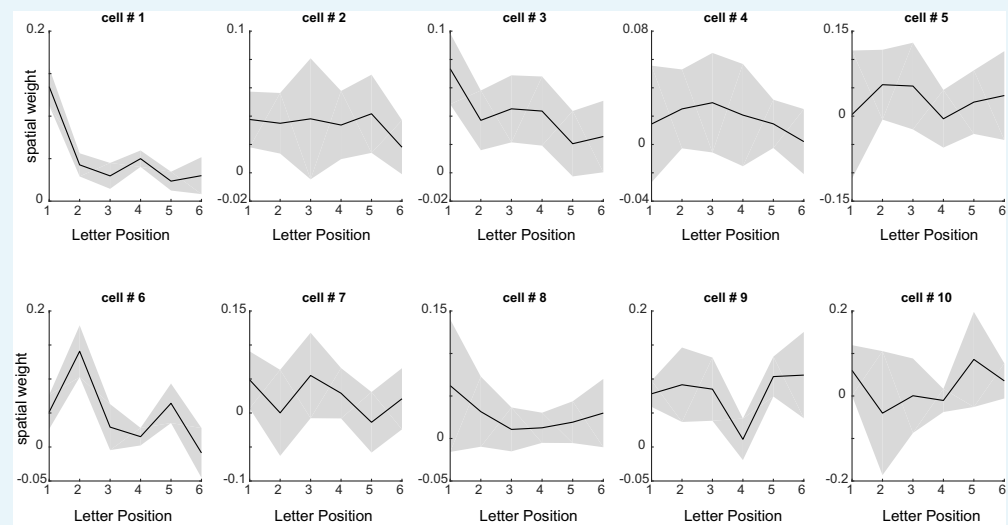 cell # 1
cell # 2
cell # 3
cell # 4
cell # 5
0.2
0.1
0.1
0.08
0.15
spatial weight
0
0
0
0
0
-0.02
-0.02
-0.04
-0.15
1 2 3 4 5 6
1 2 3 4 5 6
1 2 3 4 5 6
1 2 3 4 5 6
1 2 3 4 5 6
Letter Position
Letter Position
Letter Position
Letter Position
Letter Position
cell # 6
cell # 7
cell # 8
cell # 9
cell # 10
0.2
0.15
0.15
0.2
0.2
spatial weight
0
0
0
0
0
-0.05
-0.1
-0.05
-0.05
-0.2
1 2 3 4 5 6
1 2 3 4 5 6
1 2 3 4 5 6
1 2 3 4 5 6
1 2 3 4 5 6
Letter Position
Letter Position
Letter Position
Letter Position
Letter Position